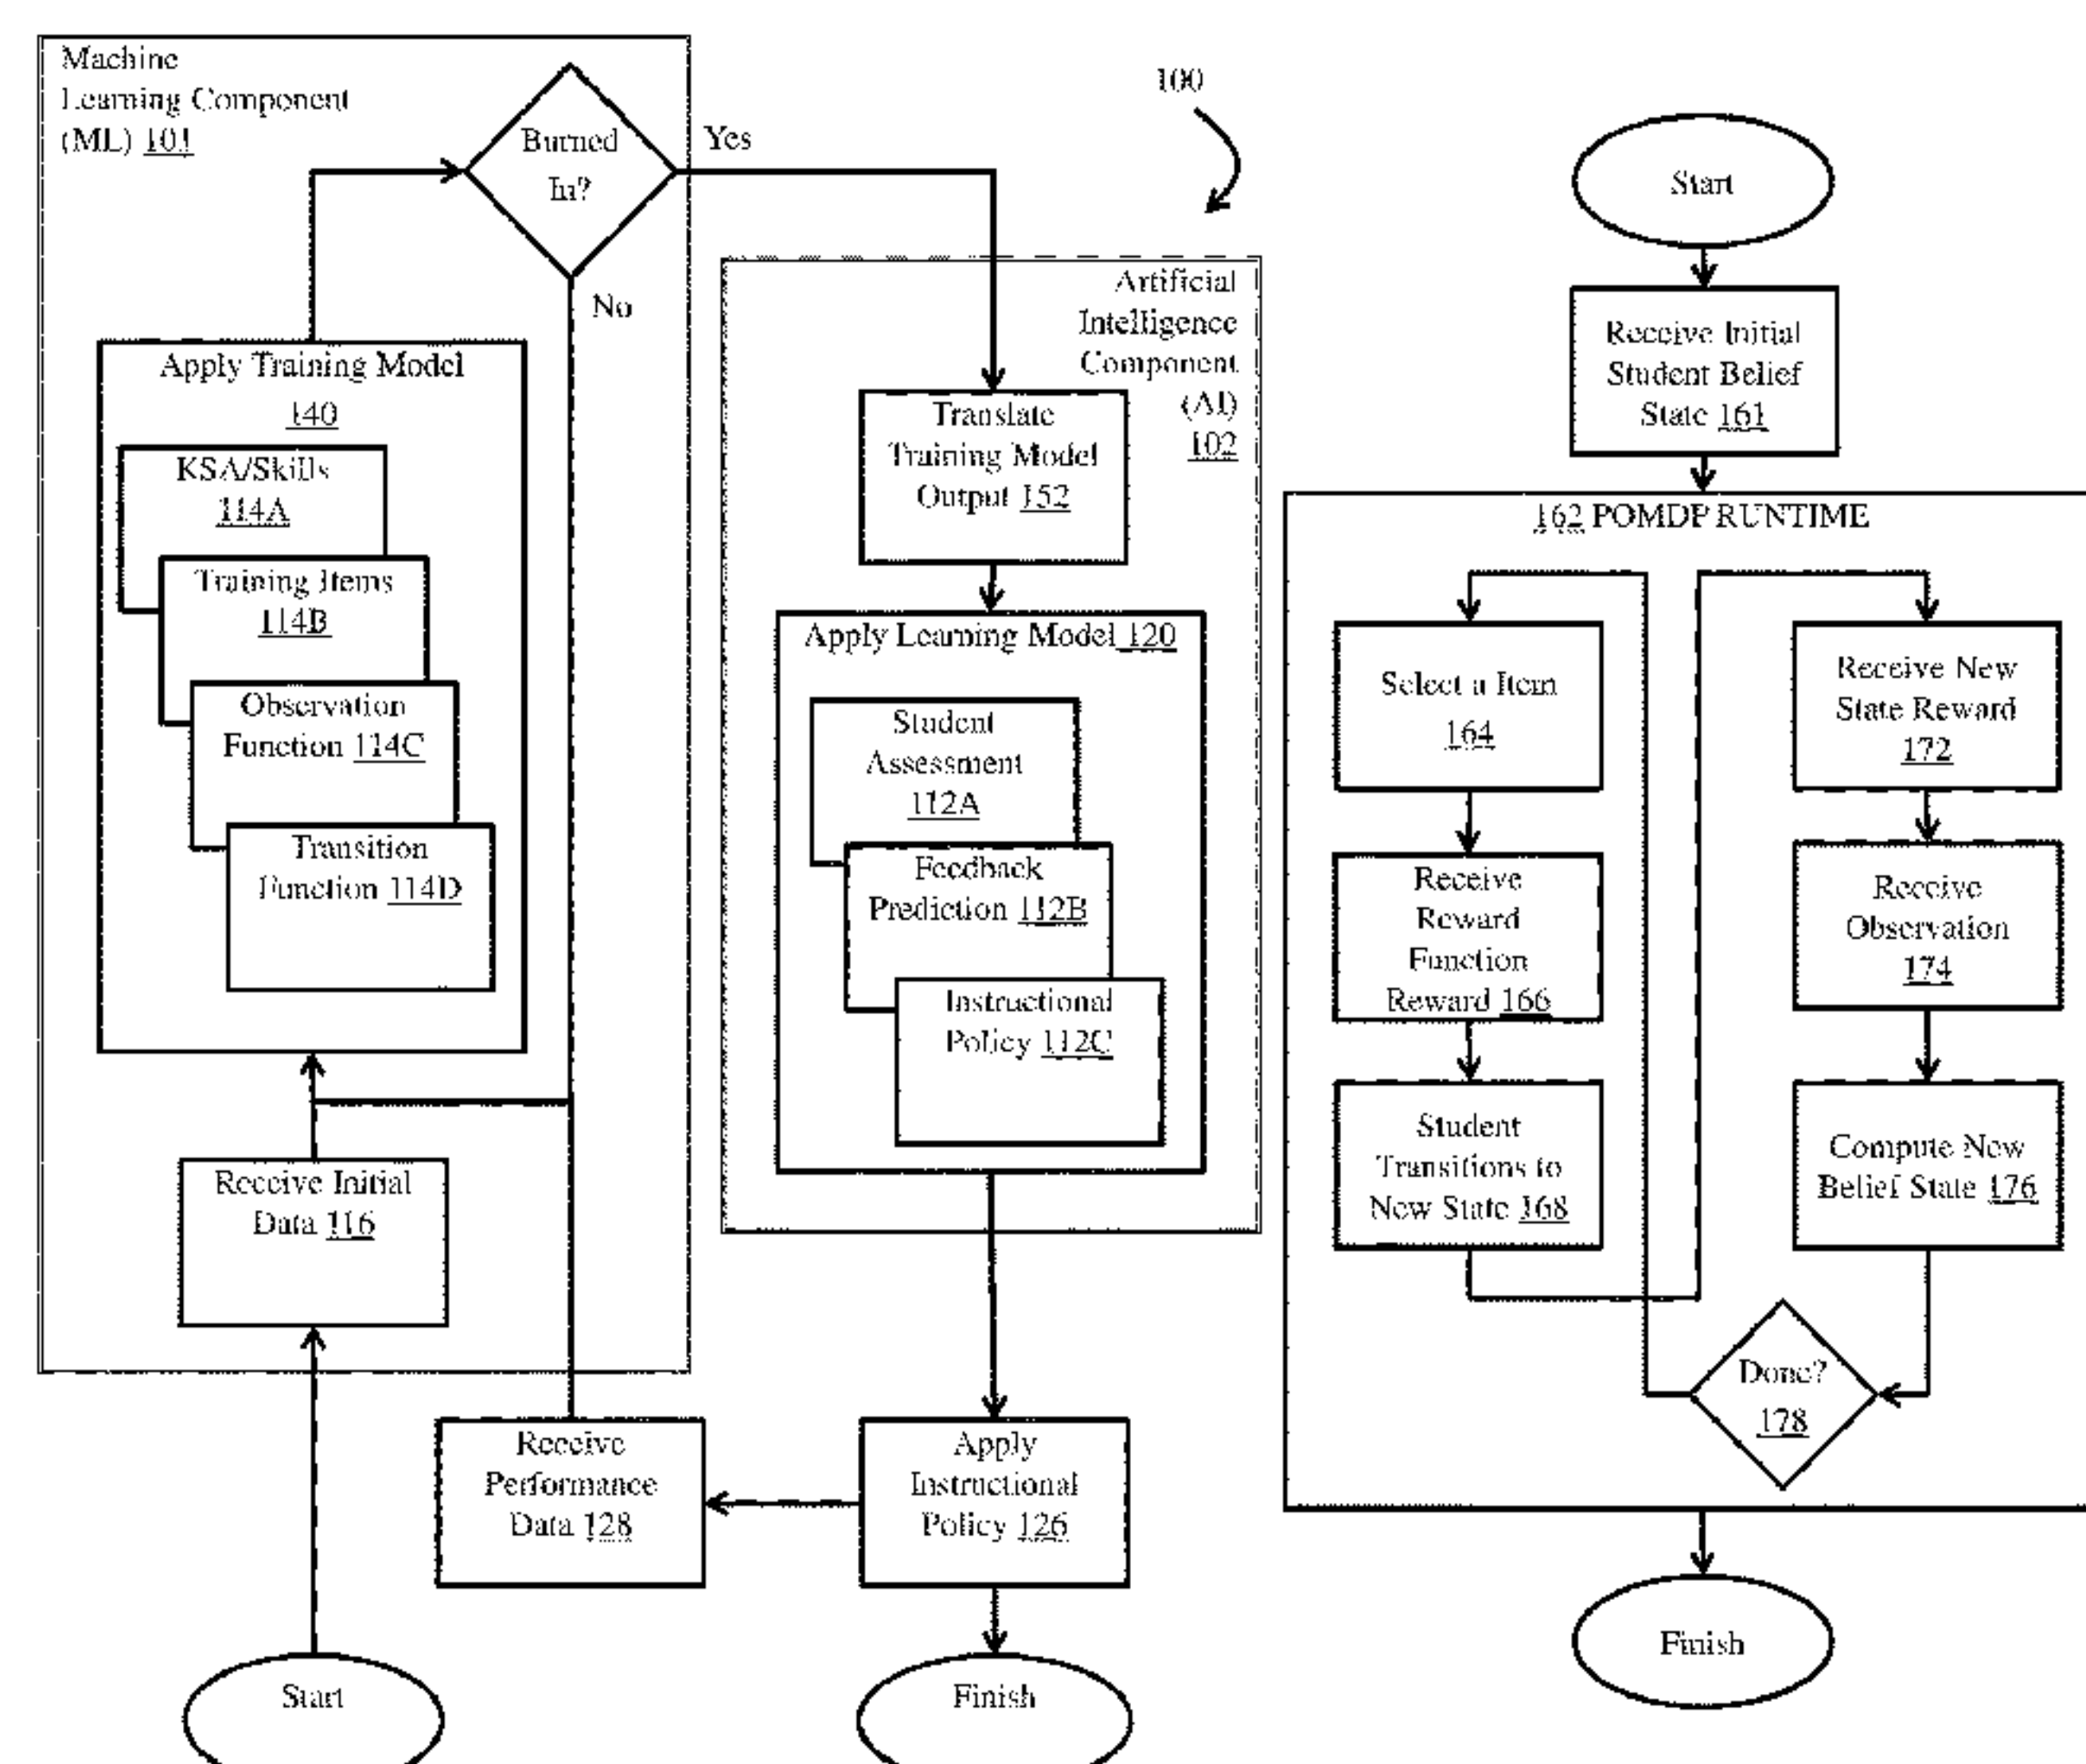 Machine
Learning Component
(ML) 101
Burned
In?
Yes
No
Apply Training Model
140
KSA/Skills
114A
Training Items
114B
Observation
Function 114C
Transition
Function 114D
Receive Initial
Data 116
Start
100
Artificial
Intelligence
Component
(AI)
102
Translate
Training Model
Output 152
Apply Learning Model 120
Student
Assessment
112A
Feedback
Prediction 112B
Instructional
Policy 112C
Receive
Performance
Data 128
Apply
Instructional
Policy 126
Finish
Start
Receive Initial
Student Belief
State 161
162 POMDP RUNTIME
Select a Item
164
Receive
Reward
Function
Reward 166
Student
Transitions to
New State 168
Receive New
State Reward
172
Receive
Observation
174
Compute New
Belief State 176
Done?
178
Finish